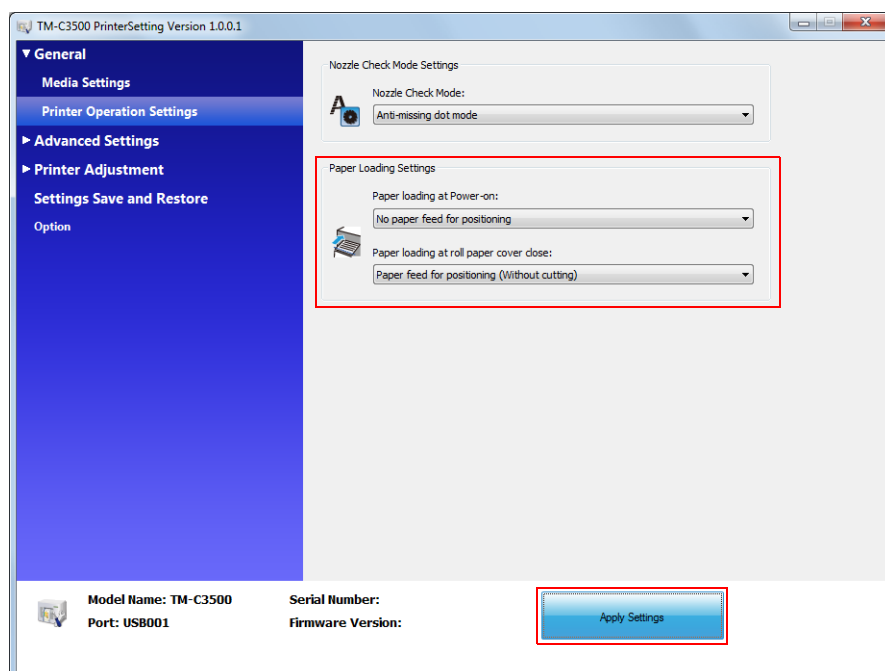 TM-C3500 PrinterSetting Version 1.0.0.1
General
Media Settings
Printer Operation Settings
Advanced Settings
Printer Adjustment
Settings Save and Restore
Option
Nozzle Check Mode Settings
Nozzle Check Mode:
Anti-missing dot mode
Paper Loading Settings
Paper loading at Power-on:
No paper feed for positioning
Paper loading at roll paper cover close:
Paper feed for positioning (Without cutting)
Model Name: TM-C3500
Port: USB001
Serial Number:
Firmware Version:
Apply Settings